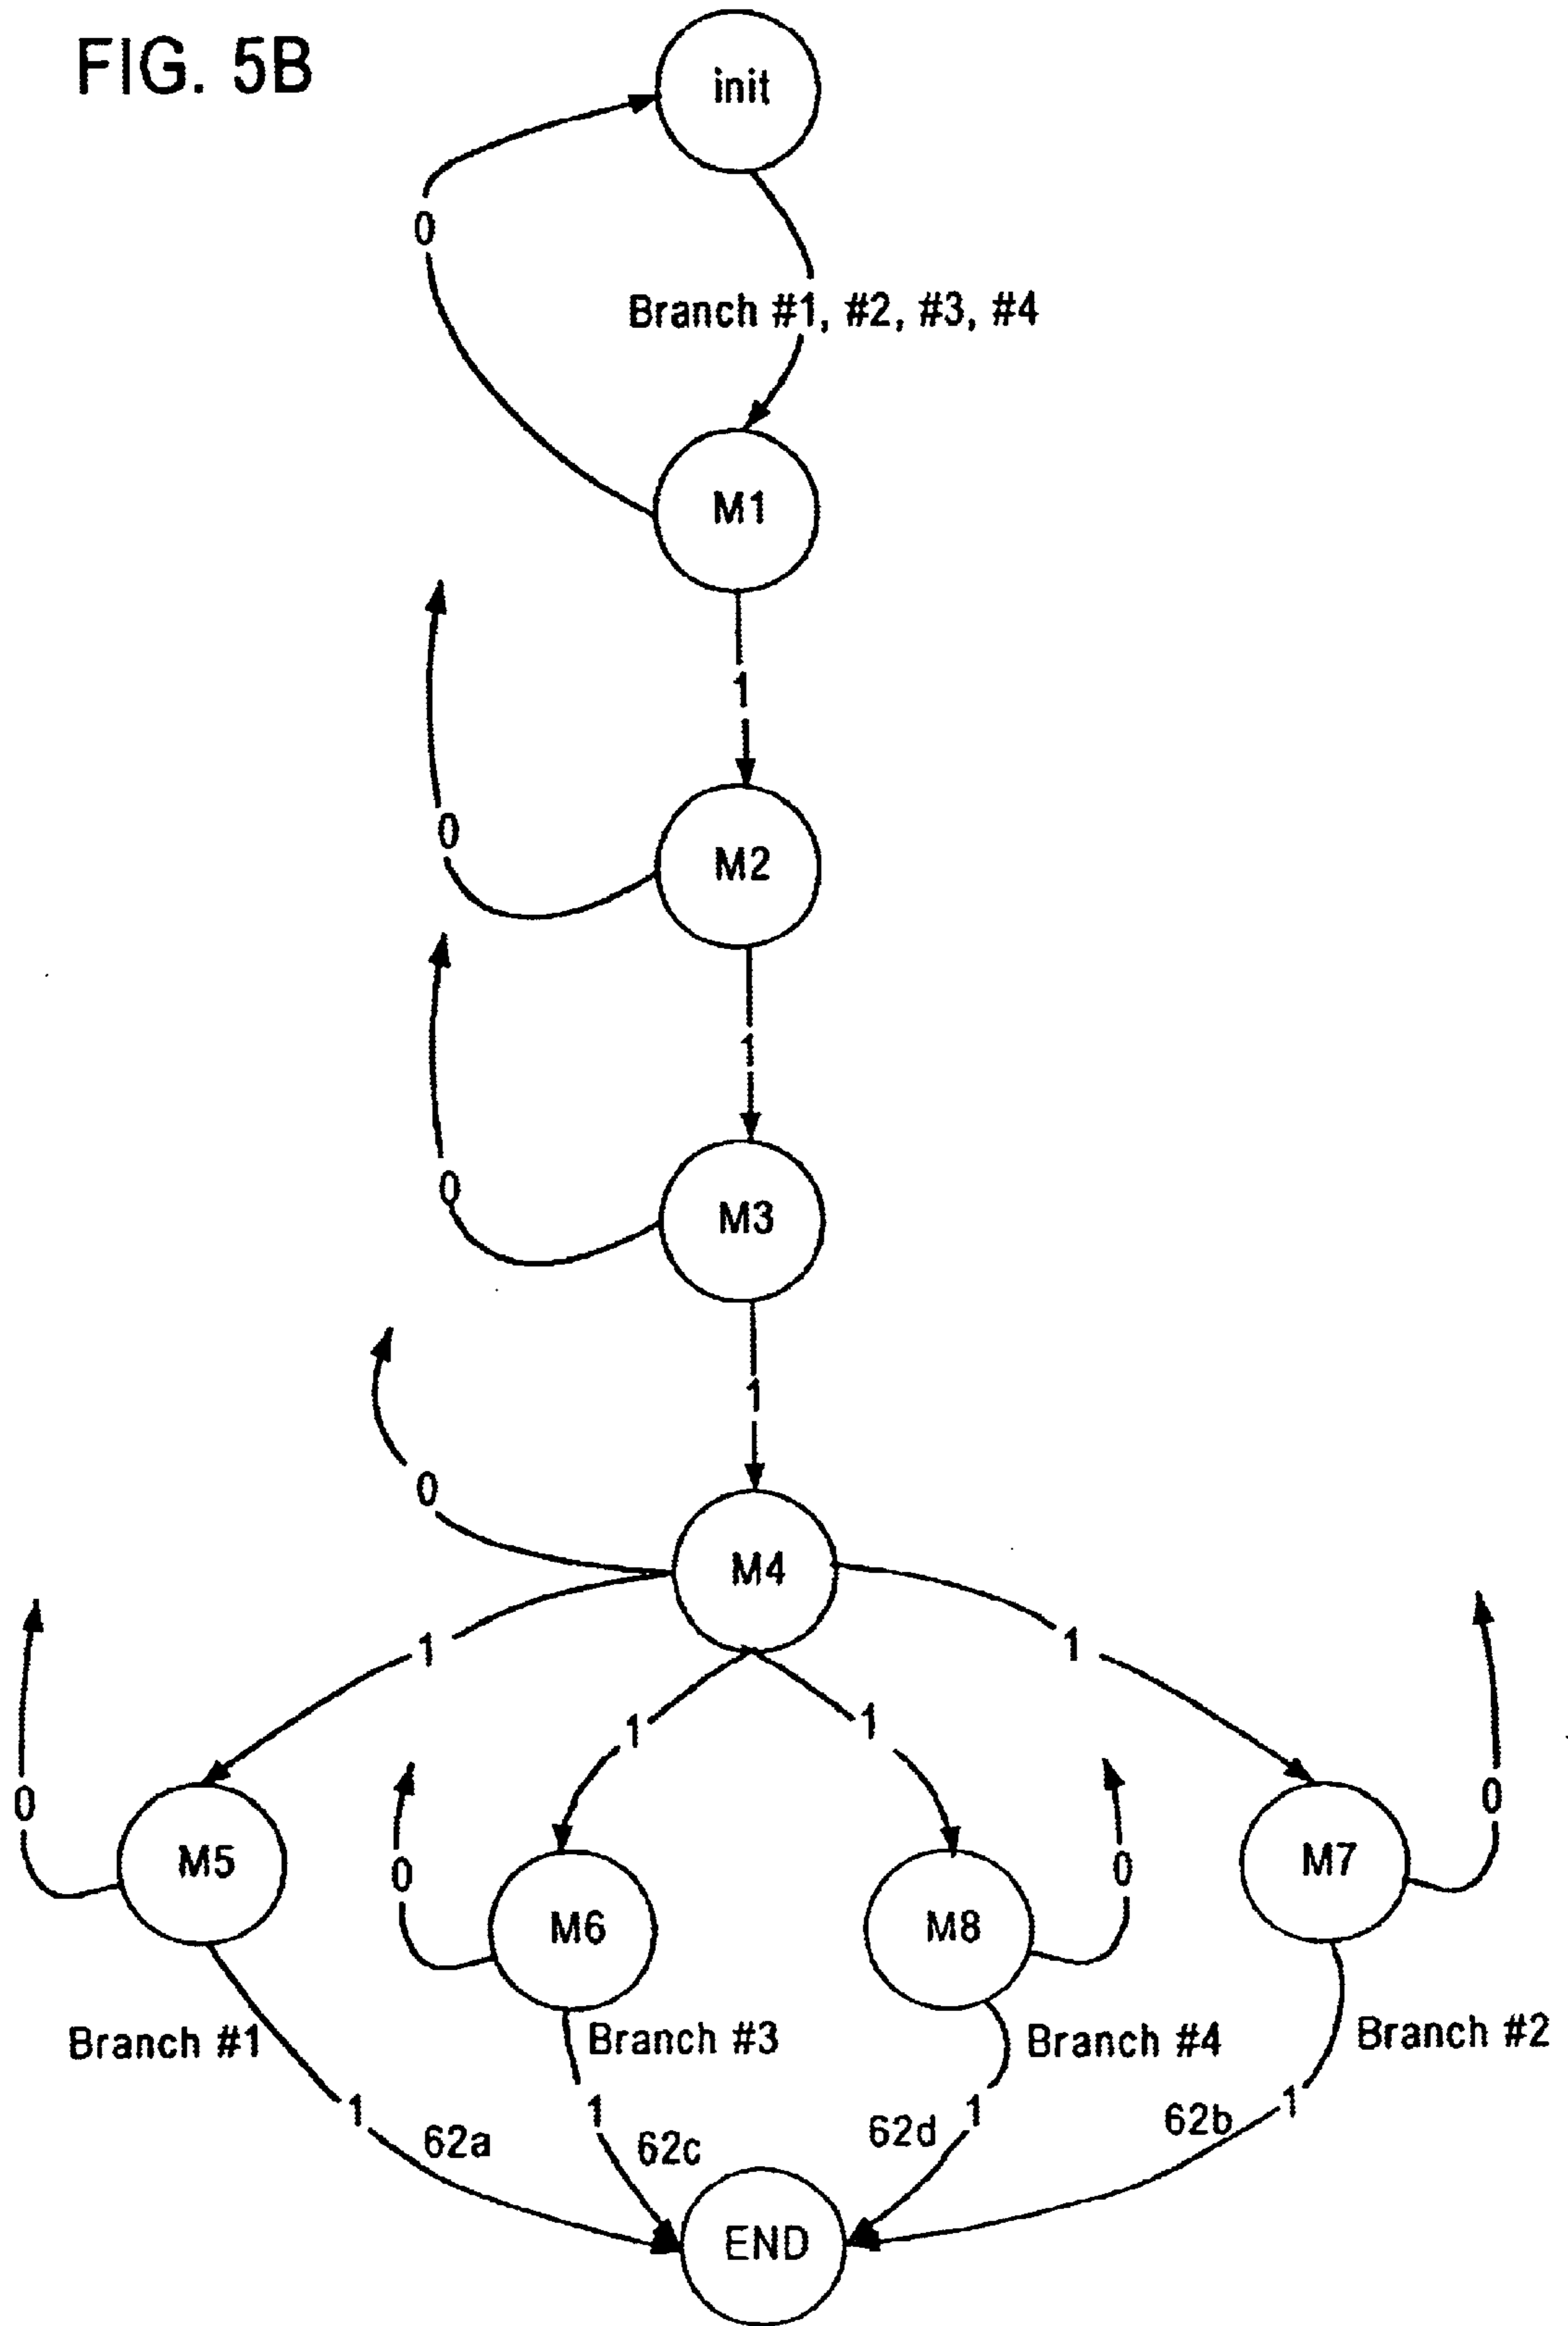 FIG. 5B
init
0
Branch #1, #2, #3, #4
M1
1
0
M2
1
0
M3
1
0
M4
1
1
1
1
0
0
0
0
M5
M6
M8
M7
Branch #1
Branch #3
Branch #4
Branch #2
1
1
1
1
62a
62c
62d
62b
END